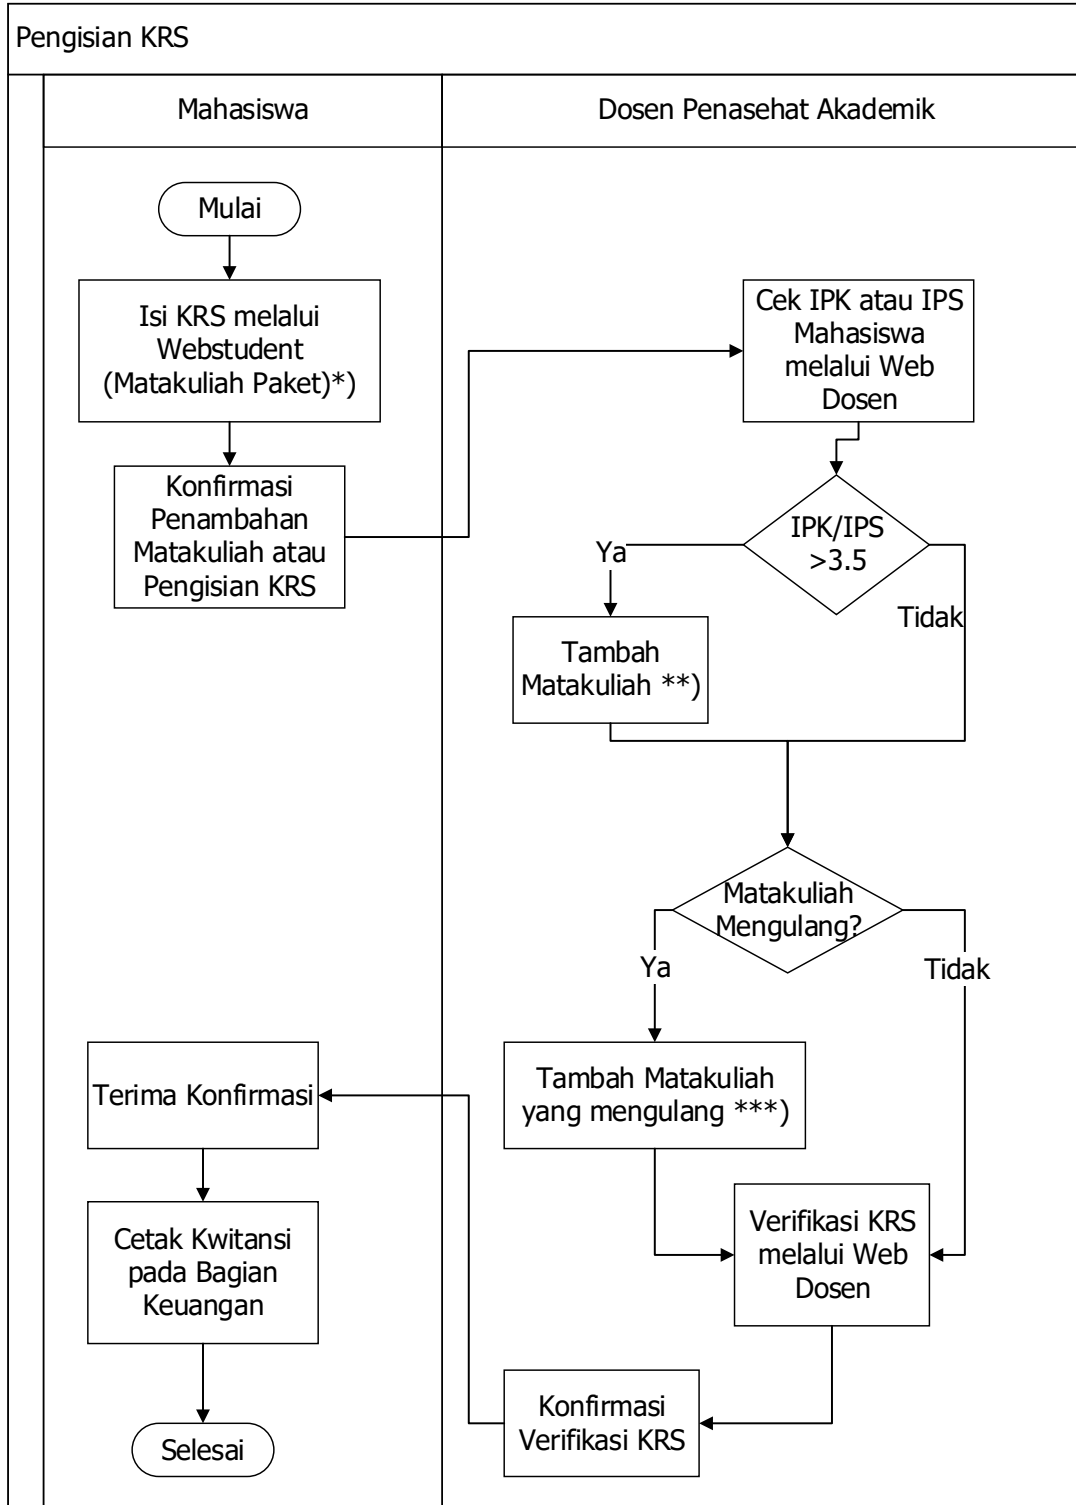 Pengisian KRS
Mahasiswa
Dosen Penasehat Akademik
Mulai
Isi KRS melalui
Webstudent
(Matakuliah Paket)*)
Konfirmasi
Penambahan
Matakuliah atau
Pengisian KRS
Cek IPK atau IPS
Mahasiswa
melalui Web
Dosen
IPK/IPS
>3.5
Ya
Tidak
Tambah
Matakuliah **)
Matakuliah
Mengulang?
Ya
Tidak
Tambah Matakuliah
yang mengulang ***)
Verifikasi KRS
melalui Web
Dosen
Konfirmasi
Verifikasi KRS
Terima Konfirmasi
Cetak Kwitansi
pada Bagian
Keuangan
Selesai